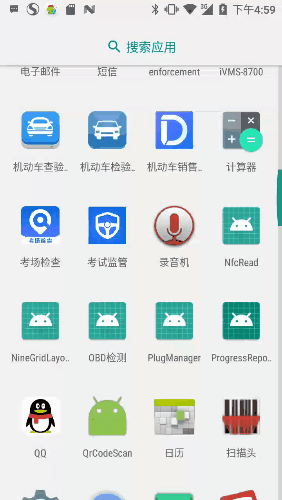 3G
下午4:59
搜索应用
电子邮件 短信 enforcement iVMS-8700
机动车查验.. 机动车检验.. 机动车销售.. 计算器
考场检查 考试监管 录音机 NfcRead
NineGridLayo.. OBD检测 PlugManager ProgressRepo..
QQ QrCodeScan 日历 扫描头